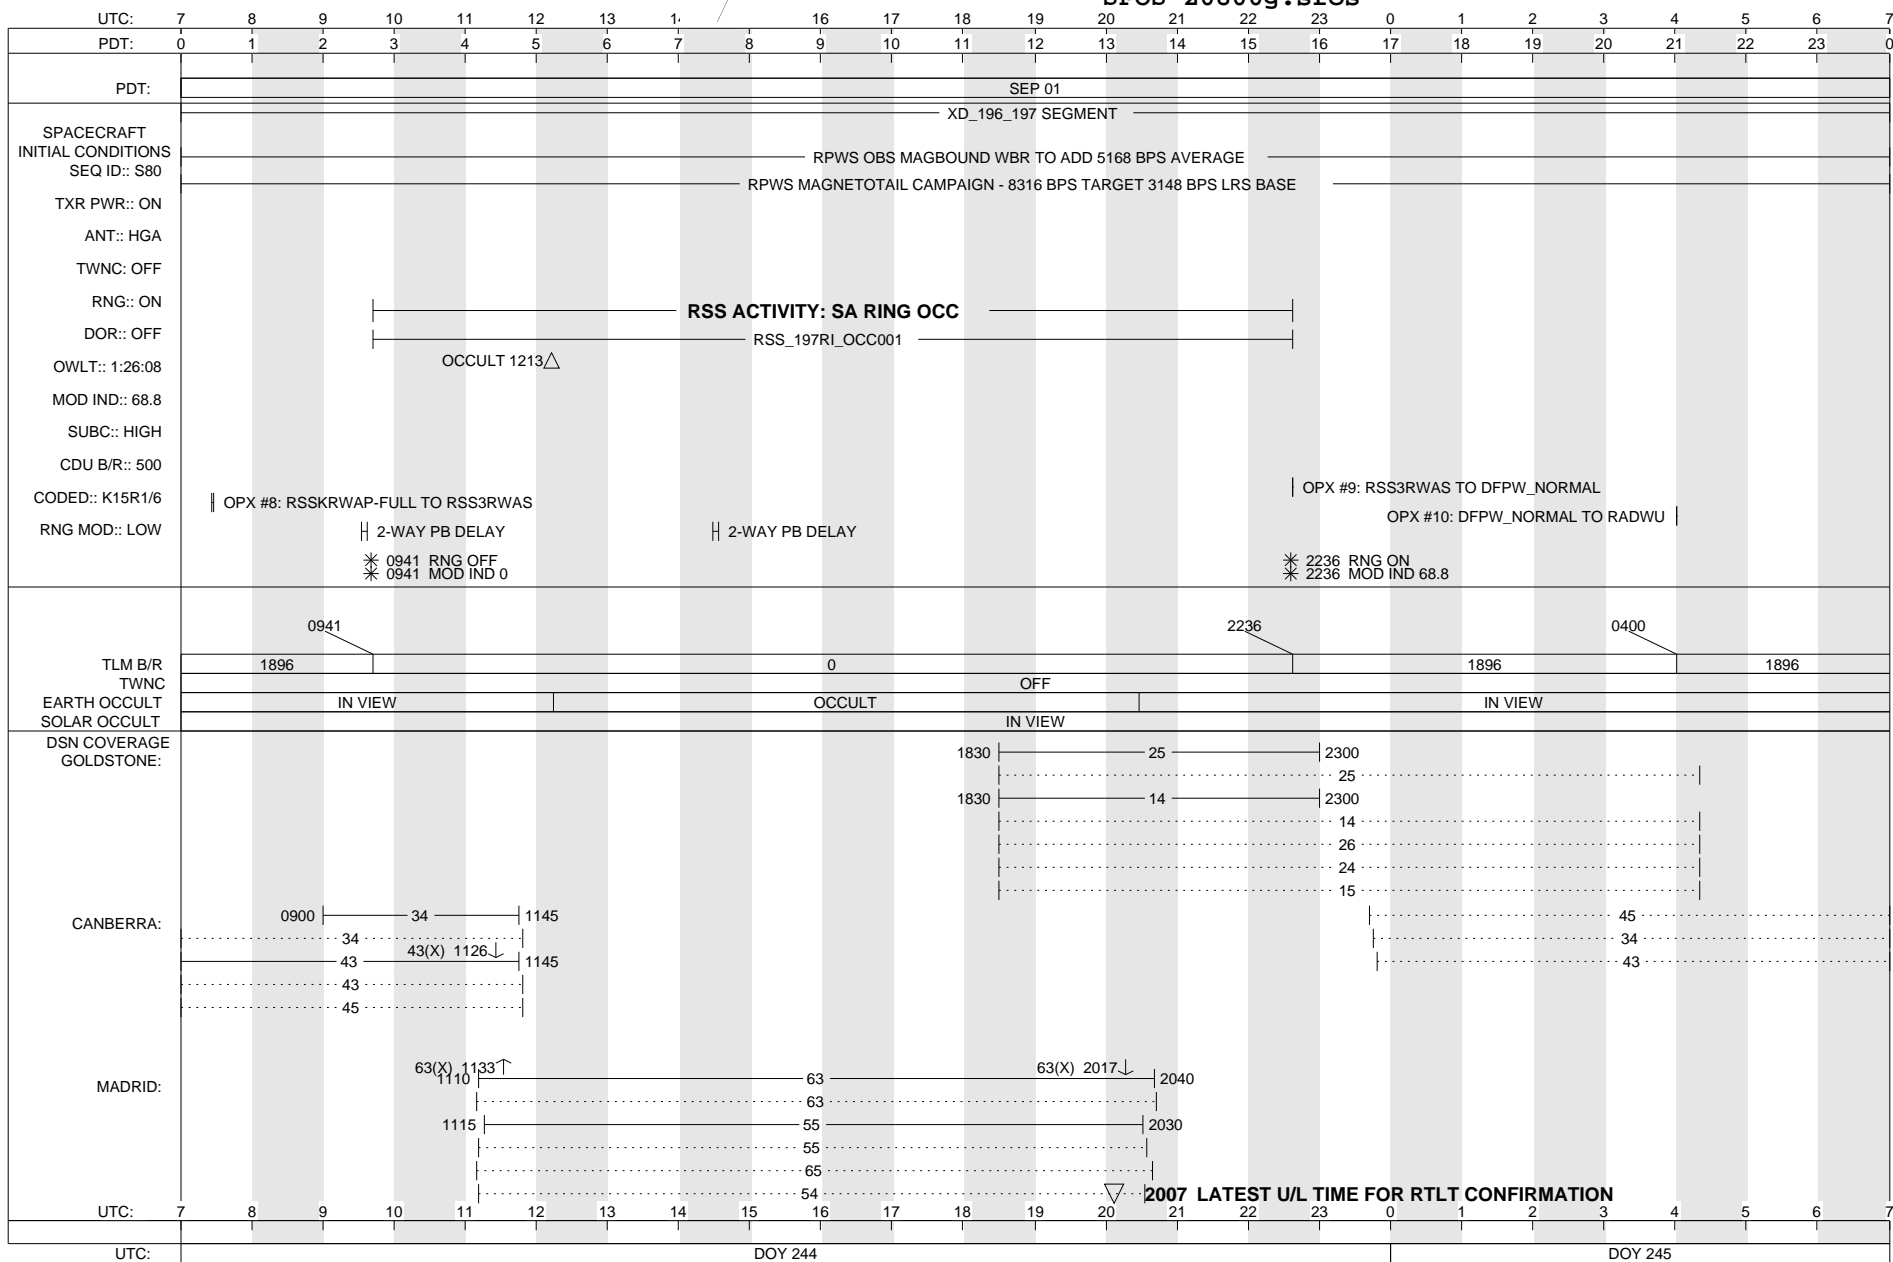 SFOS 20800g.sfos
UTC: 7 8 9 10 11 12 13 14 16 17 18 19 20 21 22 23 0 1 2 3 4 5 6 7
PDT: 0 1 2 3 4 5 6 7 8 9 10 11 12 13 14 15 16 17 18 19 20 21 22 23 0
PDT: SEP 01
XD_196_197 SEGMENT
SPACECRAFT
INITIAL CONDITIONS
RPWS OBS MAGBOUND WBR TO ADD 5168 BPS AVERAGE
SEQ ID:: S80
RPWS MAGNETOTAIL CAMPAIGN - 8316 BPS TARGET 3148 BPS LRS BASE
TXR PWR:: ON
ANT:: HGA
TWNC: OFF
RNG:: ON
RSS ACTIVITY: SA RING OCC
DOR:: OFF
RSS_197RI_OCC001
OWLT:: 1:26:08
OCCULT 1213
MOD IND:: 68.8
SUBC:: HIGH
CDU B/R:: 500
OPX #9: RSS3RWAS TO DFPW_NORMAL
CODED:: K15R1/6
OPX #8: RSSKRWAP-FULL TO RSS3RWAS
OPX #10: DFPW_NORMAL TO RADWU
RNG MOD:: LOW
2-WAY PB DELAY 2-WAY PB DELAY
0941 RNG OFF 2236 RNG ON
0941 MOD IND 0 2236 MOD IND 68.8
0941 2236 0400
TLM B/R 1896 0 1896 1896
TWNC OFF
EARTH OCCULT IN VIEW OCCULT IN VIEW
SOLAR OCCULT IN VIEW
DSN COVERAGE
GOLDSTONE:
1830 25 2300
25
1830 14 2300
14
26
24
15
CANBERRA:
0900 34 1145 45
34 34
43(X) 1126
43 1145 43
43
45
MADRID:
63(X) 1133 63(X) 2017
1110 63 2040
63
1115 55 2030
55
65
54 2007 LATEST U/L TIME FOR RTLT CONFIRMATION
UTC: 7 8 9 10 11 12 13 14 15 16 17 18 19 20 21 22 23 0 1 2 3 4 5 6 7
UTC: DOY 244 DOY 245